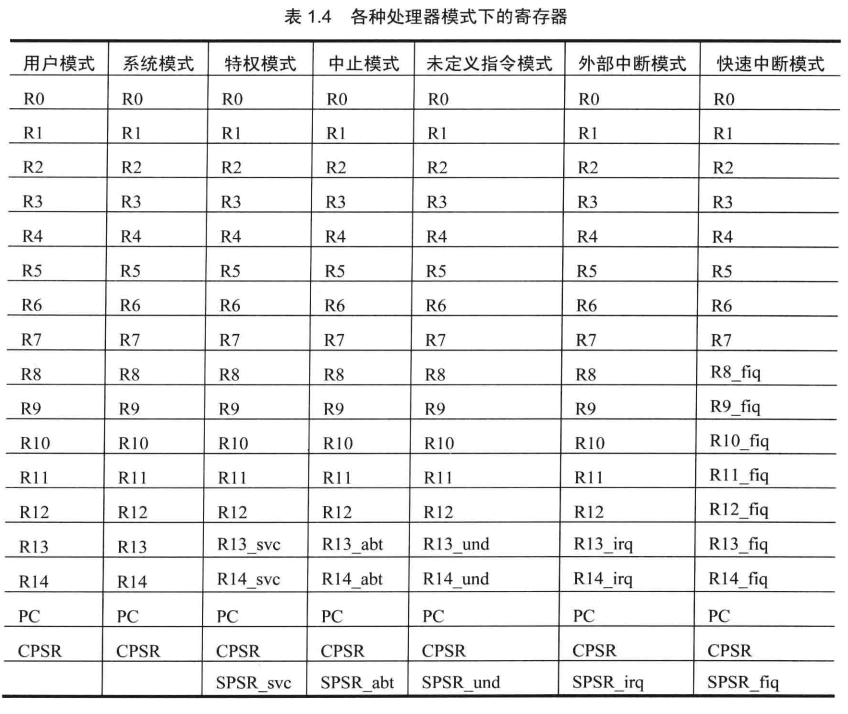 表 1.4 各种处理器模式下的寄存器
用户模式 系统模式 特权模式 中止模式 未定义指令模式 外部中断模式 快速中断模式
R0 R0 R0 R0 R0 R0 R0
R1 R1 R1 R1 R1 R1 R1
R2 R2 R2 R2 R2 R2 R2
R3 R3 R3 R3 R3 R3 R3
R4 R4 R4 R4 R4 R4 R4
R5 R5 R5 R5 R5 R5 R5
R6 R6 R6 R6 R6 R6 R6
R7 R7 R7 R7 R7 R7 R7
R8 R8 R8 R8 R8 R8 R8_fiq
R9 R9 R9 R9 R9 R9 R9_fiq
R10 R10 R10 R10 R10 R10 R10_fiq
R11 R11 R11 R11 R11 R11 R11_fiq
R12 R12 R12 R12 R12 R12 R12_fiq
R13 R13 R13_svc R13_abt R13_und R13_irq R13_fiq
R14 R14 R14_svc R14_abt R14_und R14_irq R14_fiq
PC PC PC PC PC PC PC
CPSR CPSR CPSR CPSR CPSR CPSR CPSR
SPSR_svc SPSR_abt SPSR_und SPSR_irq SPSR_fiq